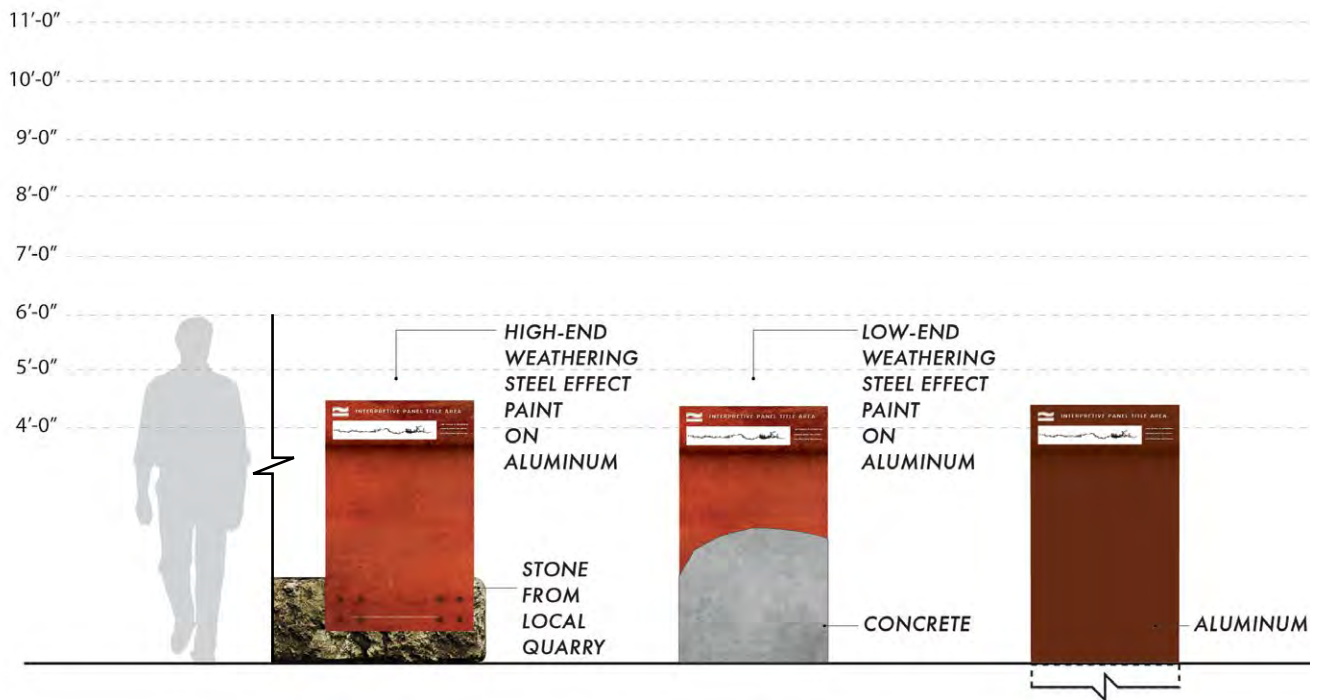 11'-0"
10'-0"
9'-0"
8'-0"
7'-0"
6'-0"
5'-0"
4'-0"
HIGH-END
WEATHERING
STEEL EFFECT
PAINT
ON
ALUMINUM
LOW-END
WEATHERING
STEEL EFFECT
PAINT
ON
ALUMINUM
INTERPRETIVE PANEL TITLE AREA
INTERPRETIVE PANEL TITLE AREA
INTERPRETIVE PANEL TITLE AREA
STONE
FROM
LOCAL
QUARRY
CONCRETE
ALUMINUM